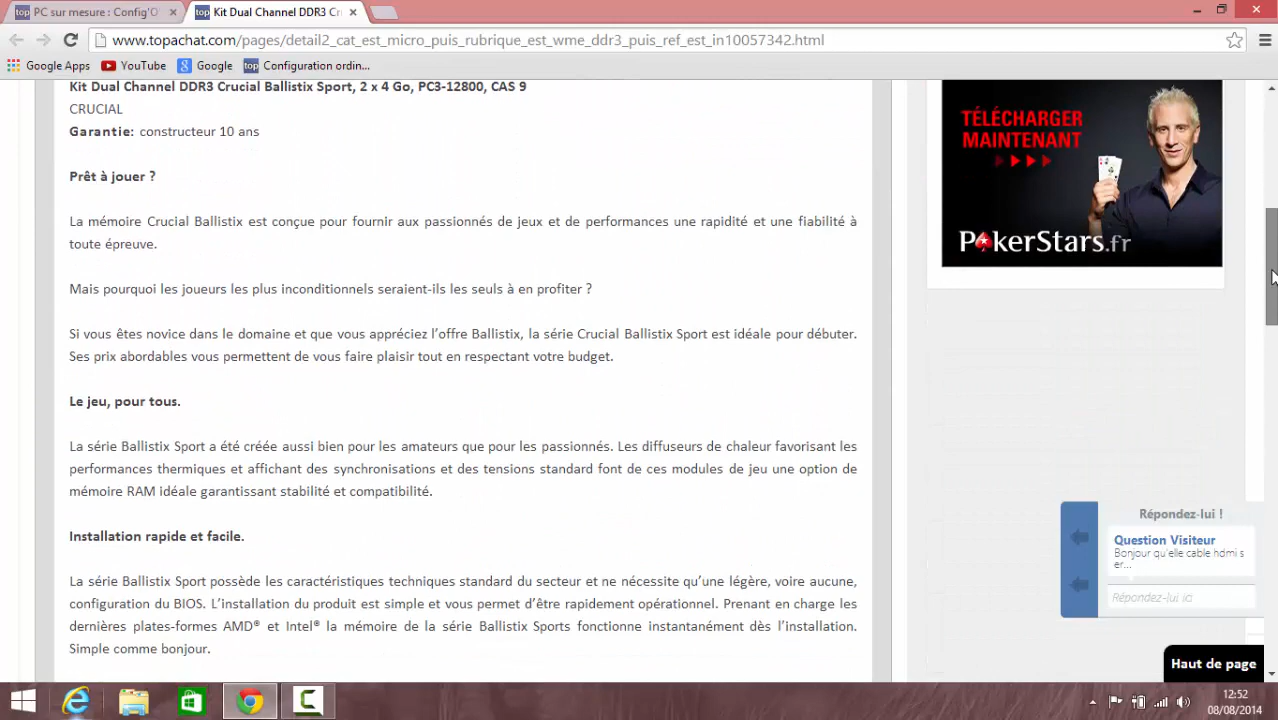 top PC sur mesure : Config'O
top Kit Dual Channel DDR3 Cr
www.topachat.com/pages/detail2_cat_est_micro_puis_rubrique_est_wme_ddr3_puis_ref_est_in10057342.html
Google Apps YouTube Google top Configuration ordin...
Kit Dual Channel DDR3 Crucial Ballistix Sport, 2 x 4 Go, PC3-12800, CAS 9
CRUCIAL
Garantie: constructeur 10 ans
Prêt à jouer ?
La mémoire Crucial Ballistix est conçue pour fournir aux passionnés de jeux et de performances une rapidité et une fiabilité à
toute épreuve.
Mais pourquoi les joueurs les plus inconditionnels seraient-ils les seuls à en profiter ?
Si vous êtes novice dans le domaine et que vous appréciez l'offre Ballistix, la série Crucial Ballistix Sport est idéale pour débuter.
Ses prix abordables vous permettent de vous faire plaisir tout en respectant votre budget.
Le jeu, pour tous.
La série Ballistix Sport a été créée aussi bien pour les amateurs que pour les passionnés. Les diffuseurs de chaleur favorisant les
performances thermiques et affichant des synchronisations et des tensions standard font de ces modules de jeu une option de
mémoire RAM idéale garantissant stabilité et compatibilité.
Installation rapide et facile.
La série Ballistix Sport possède les caractéristiques techniques standard du secteur et ne nécessite qu'une légère, voire aucune,
configuration du BIOS. L'installation du produit est simple et vous permet d'être rapidement opérationnel. Prenant en charge les
dernières plates-formes AMD® et Intel® la mémoire de la série Ballistix Sports fonctionne instantanément dès l'installation.
Simple comme bonjour.
TÉLÉCHARGER
MAINTENANT
PokerStars.fr
Répondez-lui !
Question Visiteur
Bonjour qu'elle cable hdmi s
er...
Répondez-lui ici
Haut de page
12:52
08/08/2014